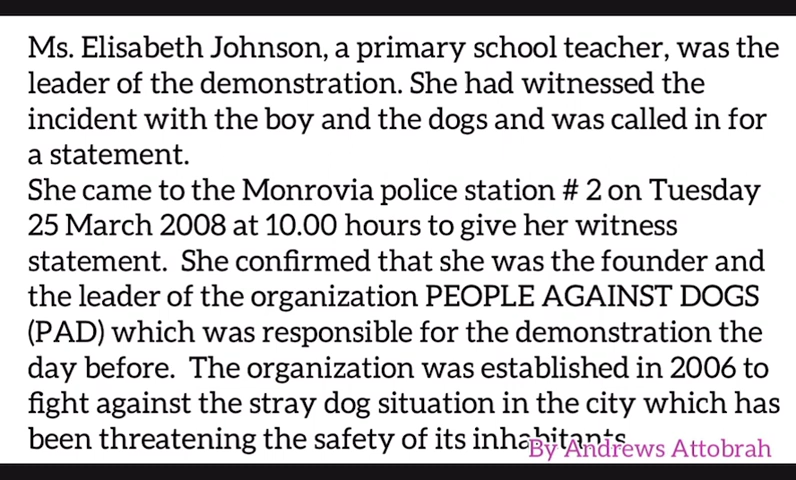 Ms. Elisabeth Johnson, a primary school teacher, was the
leader of the demonstration. She had witnessed the
incident with the boy and the dogs and was called in for
a statement.
She came to the Monrovia police station # 2 on Tuesday
25 March 2008 at 10.00 hours to give her witness
statement. She confirmed that she was the founder and
the leader of the organization PEOPLE AGAINST DOGS
(PAD) which was responsible for the demonstration the
day before. The organization was established in 2006 to
fight against the stray dog situation in the city which has
been threatening the safety of its inhabitants
By Andrews Attobrah